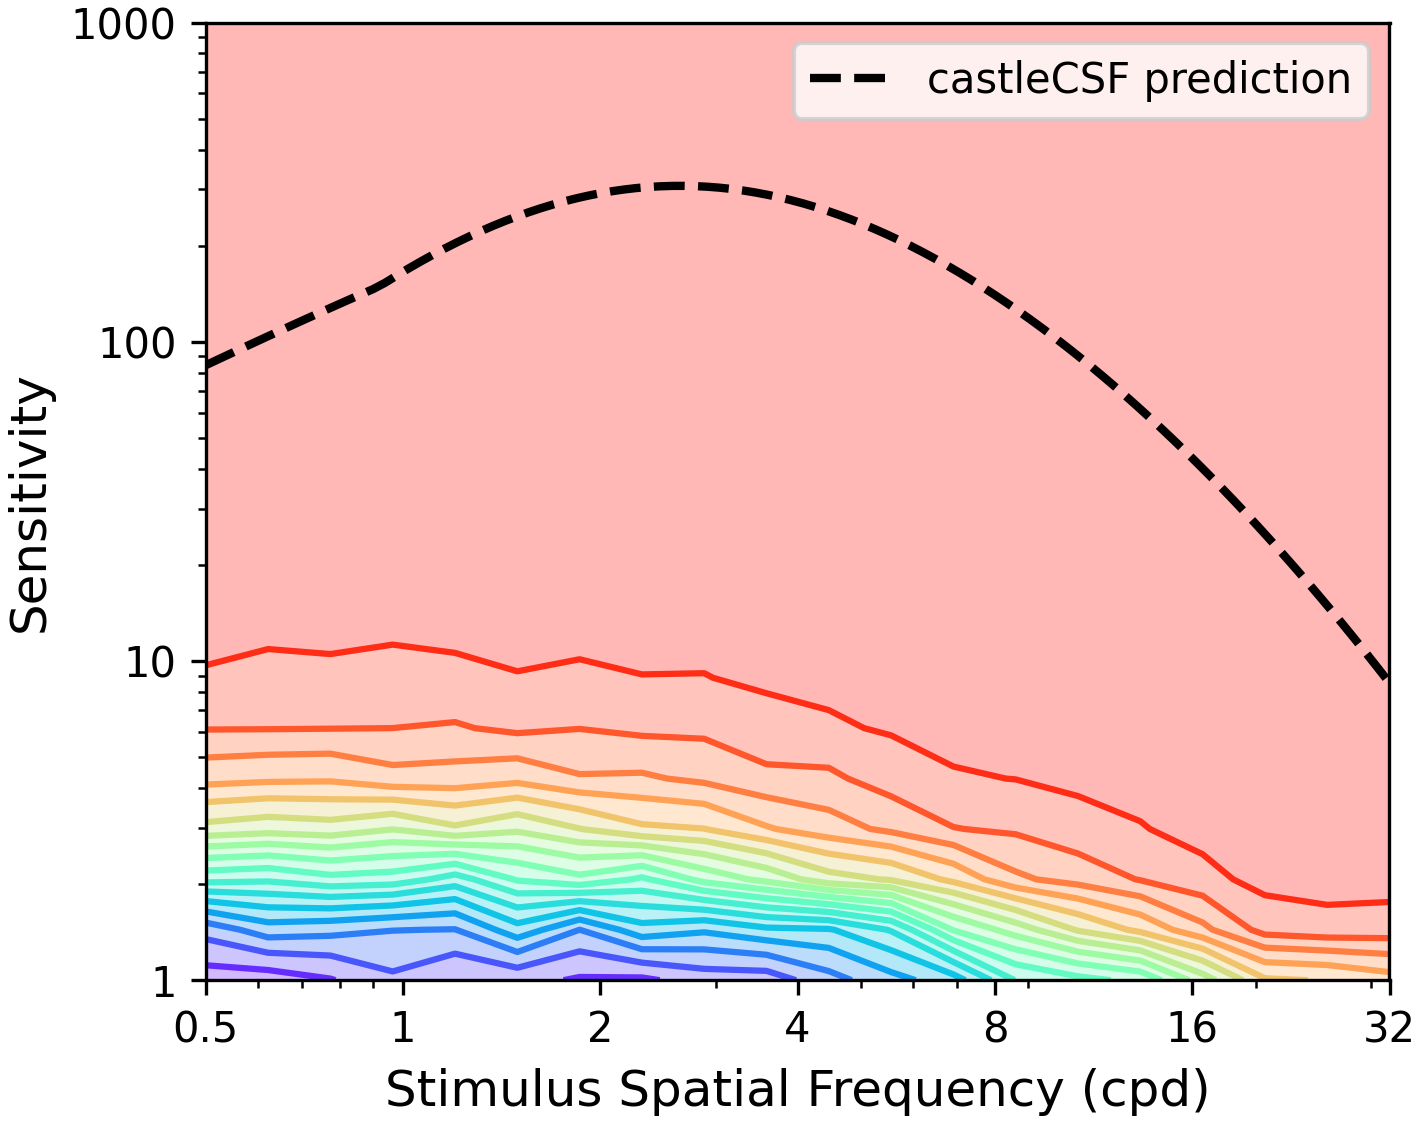 1000
castleCSF prediction
100
10
1
Sensitivity
0.5 1 2 4 8 16 32
Stimulus Spatial Frequency (cpd)